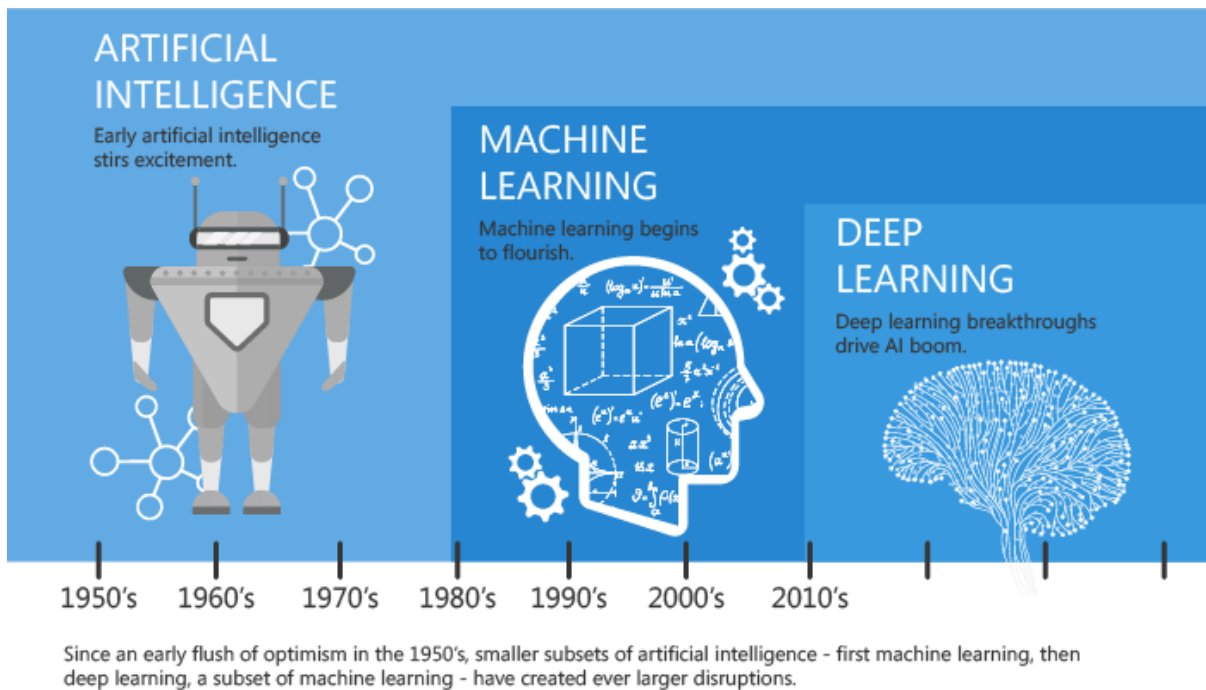 ARTIFICIAL
INTELLIGENCE
Early artificial intelligence
stirs excitement.
MACHINE
LEARNING
Machine learning begins
to flourish.
DEEP
LEARNING
Deep learning breakthroughs
drive AI boom.
1950's 1960's 1970's 1980's 1990's 2000's 2010's
Since an early flush of optimism in the 1950's, smaller subsets of artificial intelligence - first machine learning, then
deep learning, a subset of machine learning - have created ever larger disruptions.